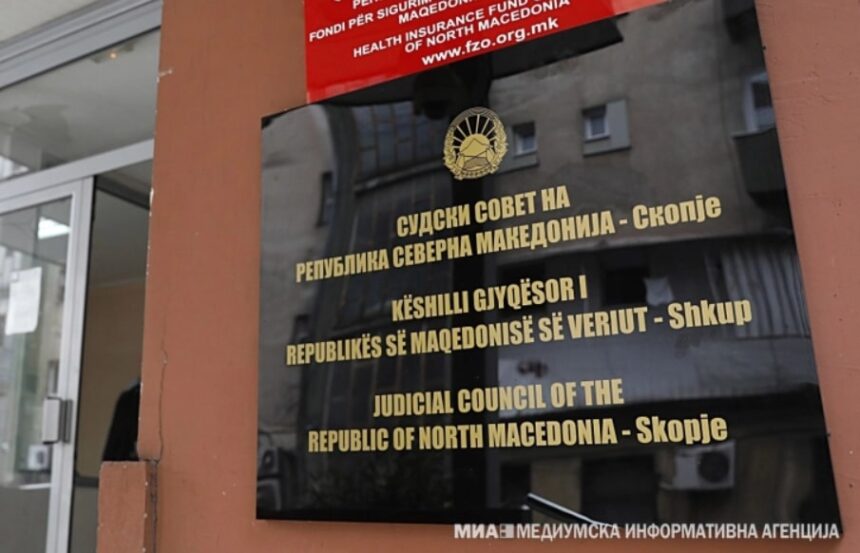 FONDI PËR SIGURIM
MAQEDONI
HEALTH INSURANCE FUND
OF NORTH MACEDONIA
www.fzo.org.mk
СУДСКИ СОВЕТ НА
РЕПУБЛИКА СЕВЕРНА МАКЕДОНИЈА - Скопје
KËSHILLI GJYQËSOR I
REPUBLIKËS SË MAQEDONISË SË VERIUT - Shkup
JUDICIAL COUNCIL OF THE
REPUBLIC OF NORTH MACEDONIA - Skopje
МИА МЕДИУМСКА ИНФОРМАТИВНА АГЕНЦИЈА